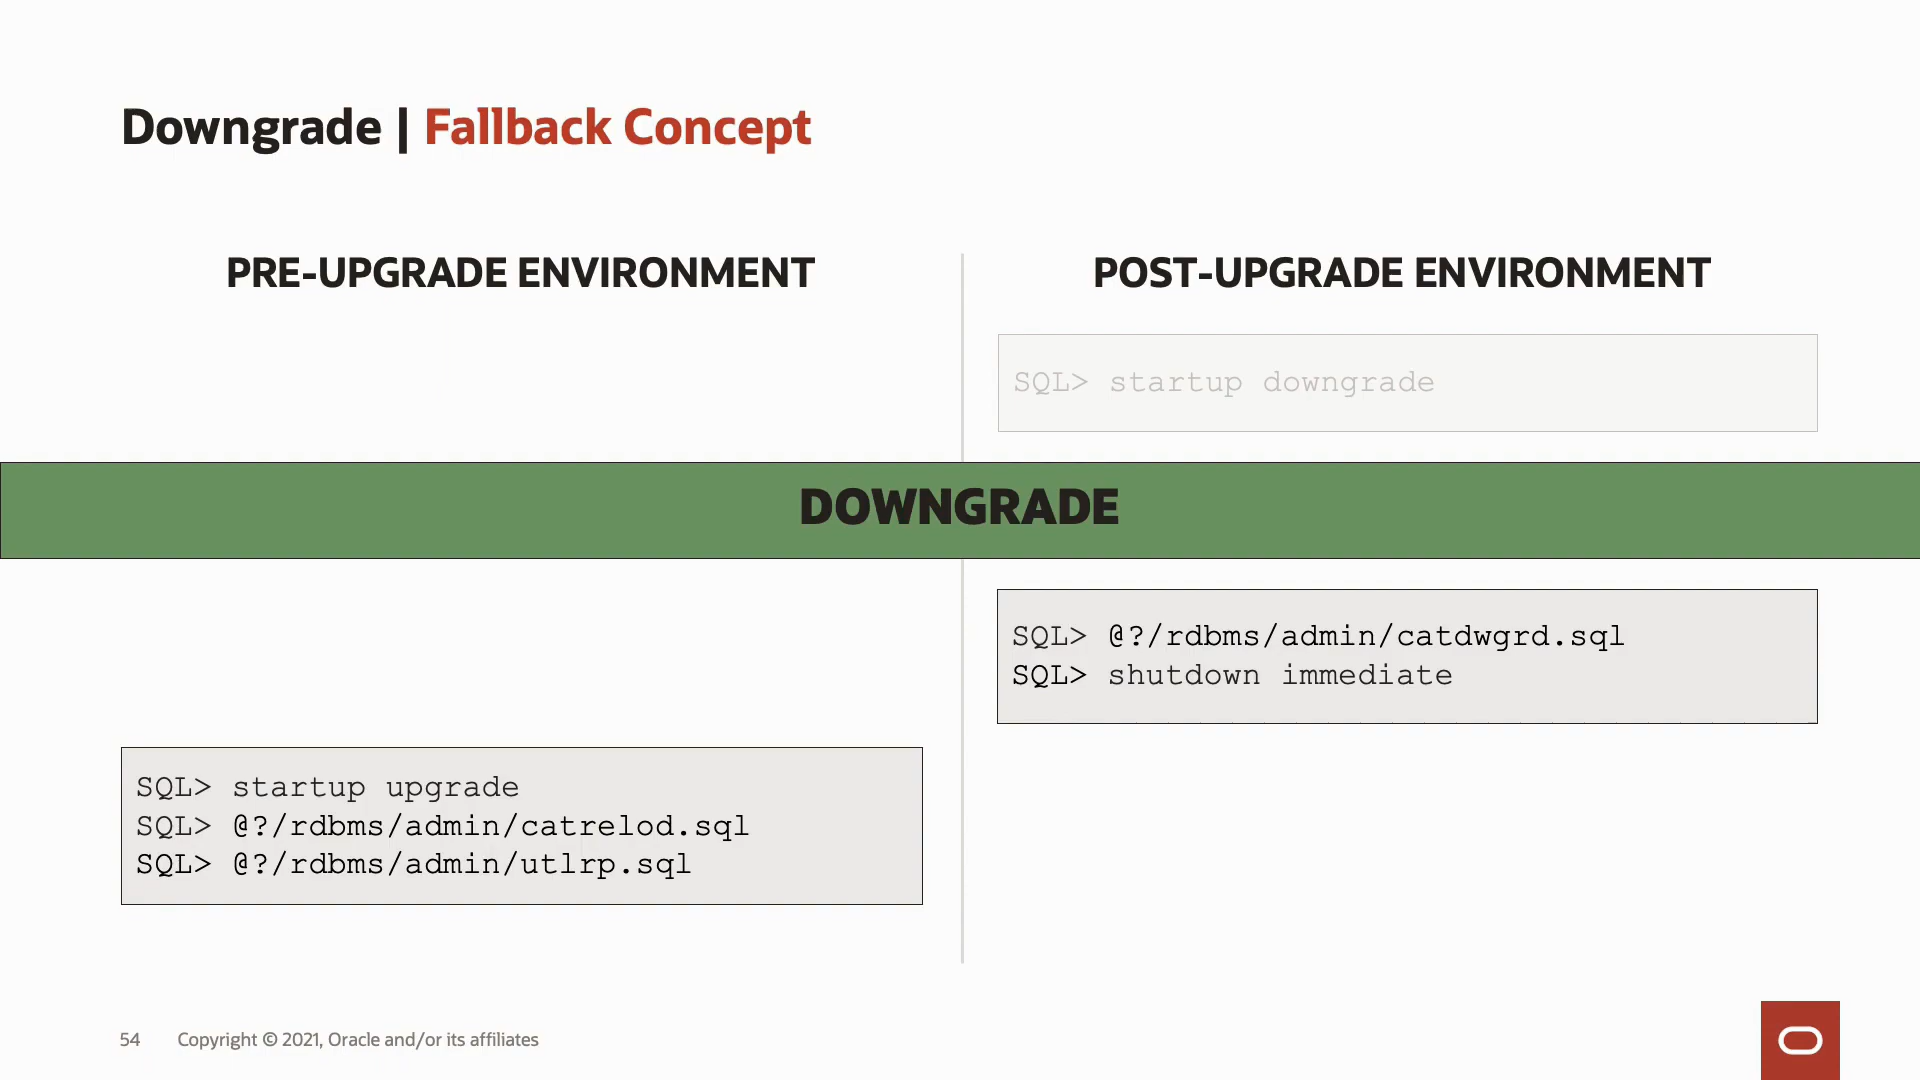 Downgrade | Fallback Concept
PRE-UPGRADE ENVIRONMENT
POST-UPGRADE ENVIRONMENT
SQL> startup downgrade
DOWNGRADE
SQL> @?/rdbms/admin/catdwgrd.sql
SQL> shutdown immediate
SQL> startup upgrade
SQL> @?/rdbms/admin/catrelod.sql
SQL> @?/rdbms/admin/utlrp.sql
54 Copyright © 2021, Oracle and/or its affiliates